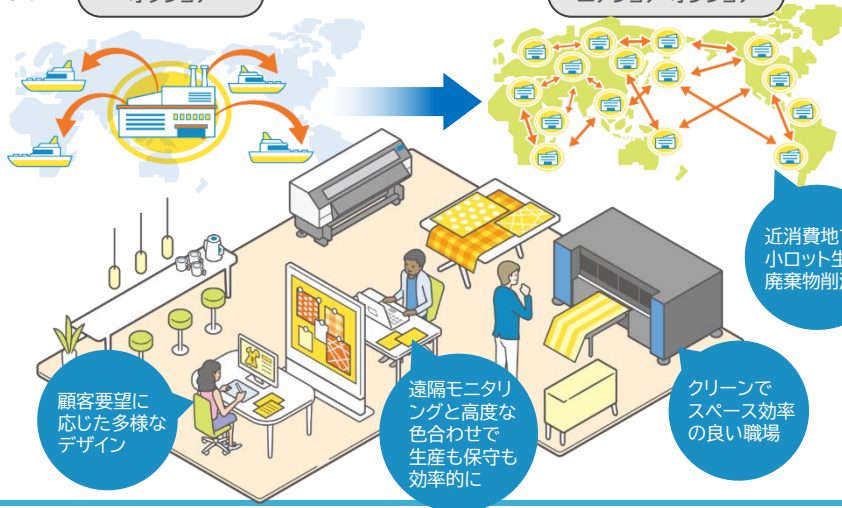 近消費地で
小ロット生
廃棄物削
顧客要望に
応じた多様な
デザイン
遠隔モニタリ
ングと高度な
色合わせで
生産も保守も
効率的に
クリーンで
スペース効率
の良い職場